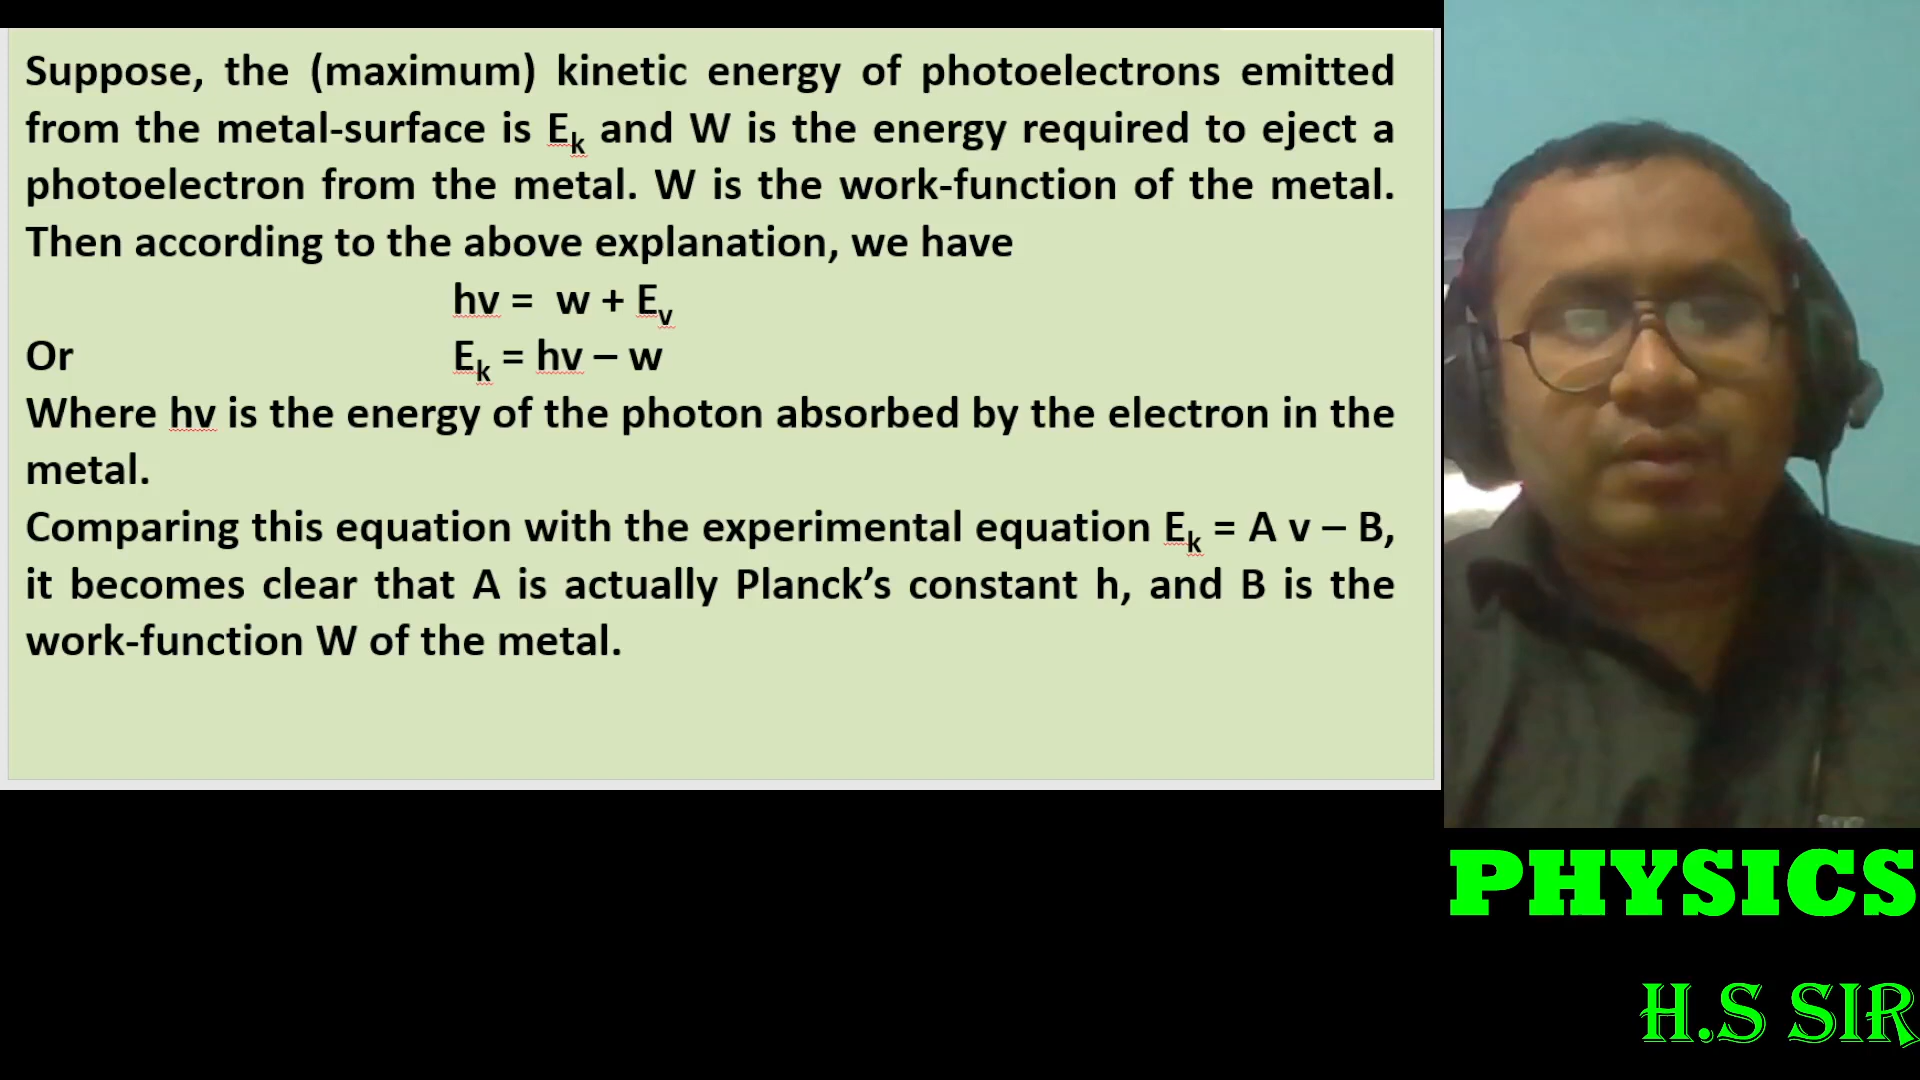 Suppose, the (maximum) kinetic energy of photoelectrons emitted
from the metal-surface is Eₖ and W is the energy required to eject a
photoelectron from the metal. W is the work-function of the metal.
Then according to the above explanation, we have
hv = w + Eᵥ
Or Eₖ = hv – w
Where hv is the energy of the photon absorbed by the electron in the
metal.
Comparing this equation with the experimental equation Eₖ = A v – B,
it becomes clear that A is actually Planck’s constant h, and B is the
work-function W of the metal.
PHYSICS
H.S SIR